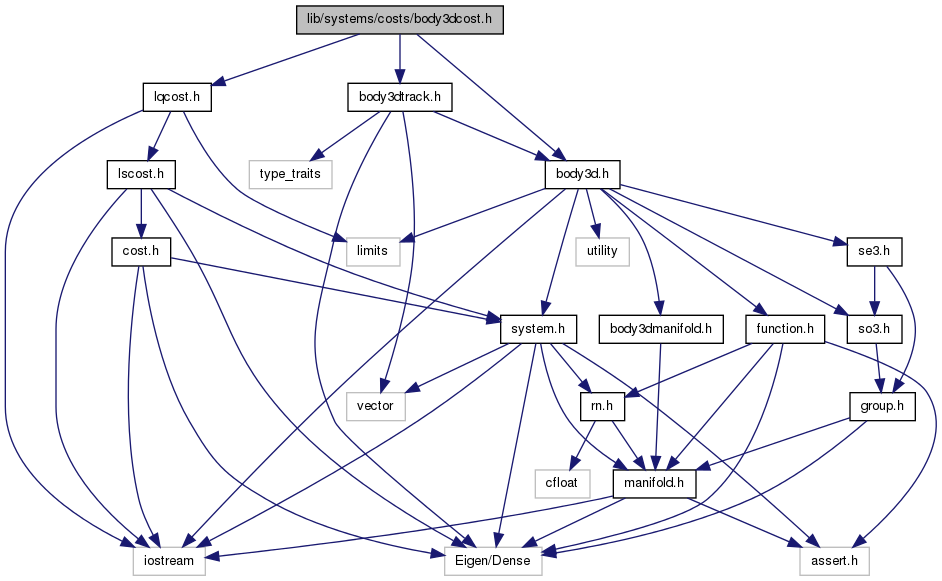 lib/systems/costs/body3dcost.h
lqcost.h
body3dtrack.h
type_traits
lscost.h
body3d.h
cost.h
limits
utility
se3.h
system.h
body3dmanifold.h
function.h
so3.h
vector
rn.h
group.h
cfloat
manifold.h
iostream
Eigen/Dense
assert.h